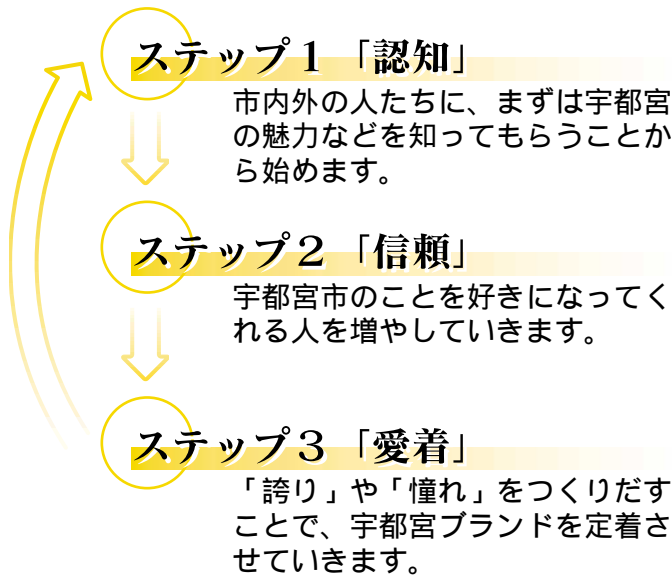 ステップ１「認知」
市内外の人たちに、まずは宇都宮
の魅力などを知ってもらうことか
ら始めます。
ステップ２「信頼」
宇都宮市のことを好きになってく
れる人を増やしていきます。
ステップ３「愛着」
「誇り」や「憧れ」をつくりだす
ことで、宇都宮ブランドを定着さ
せていきます。